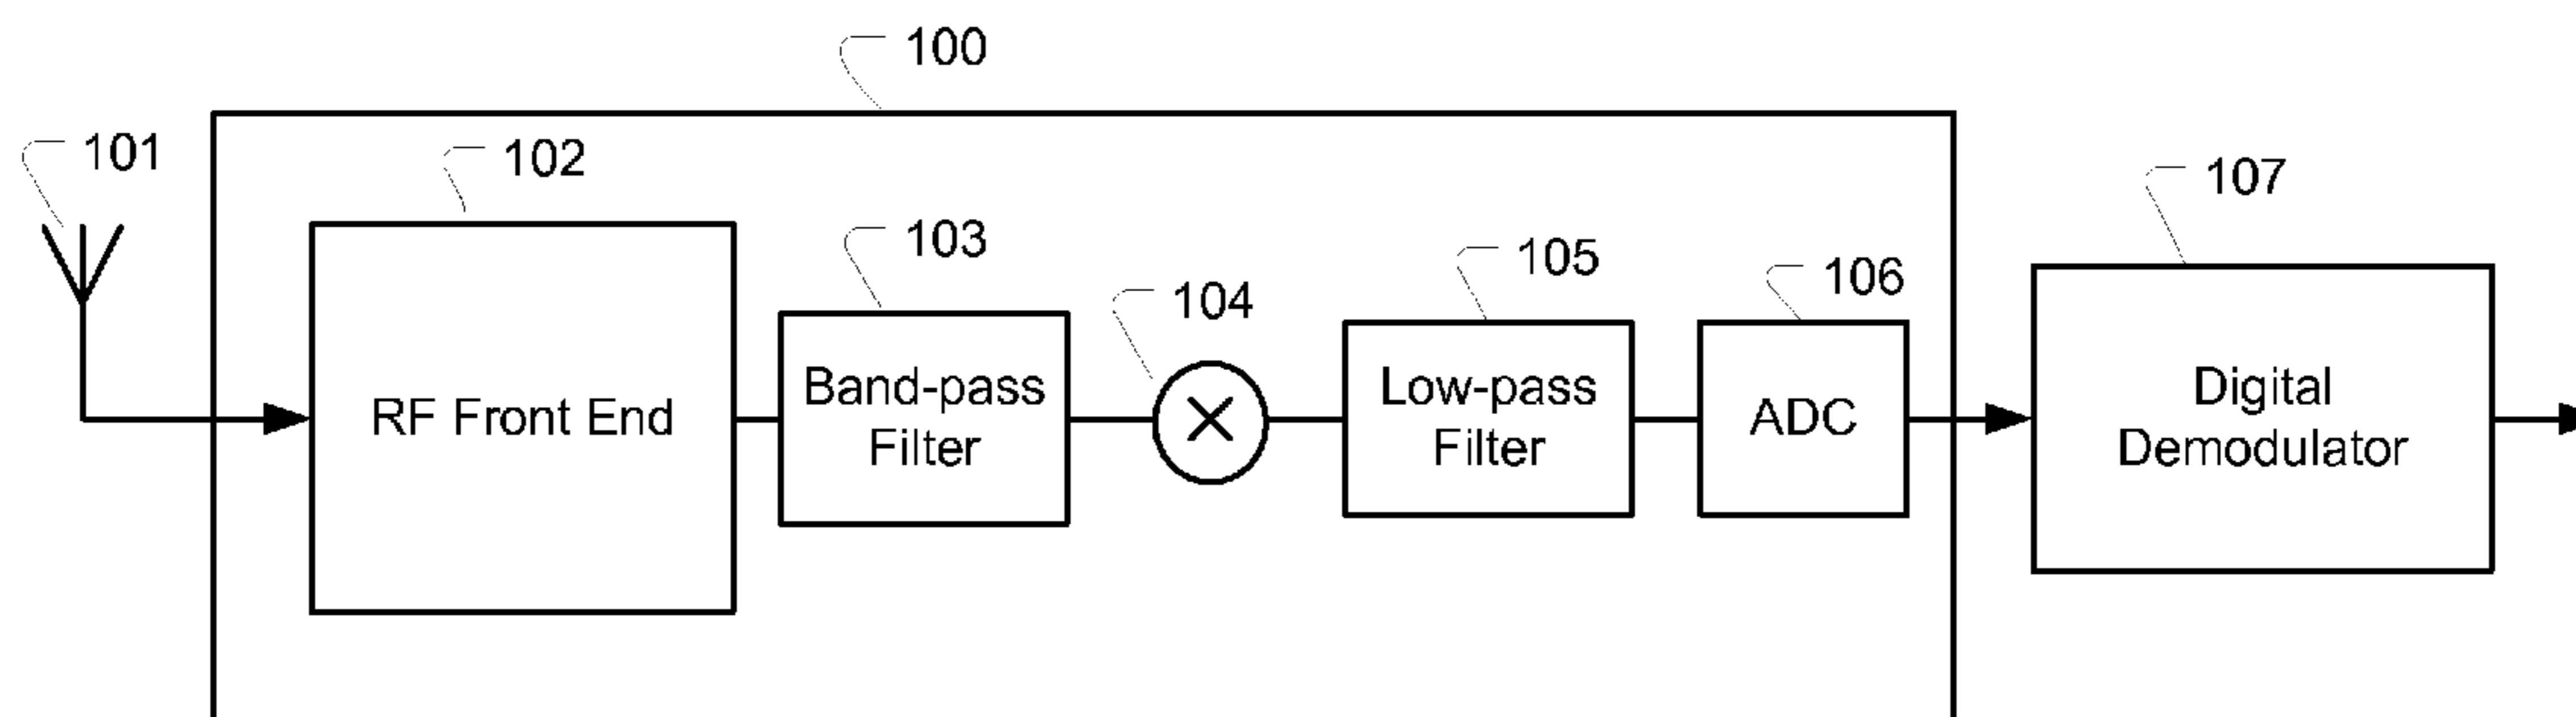 100
101
102
107
103
105
106
104
RF Front End
Band-pass
Filter
Low-pass
Filter
ADC
Digital
Demodulator